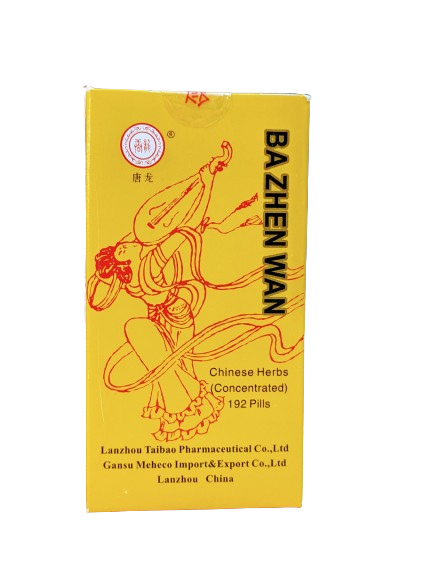 ®
唐龙
BA ZHEN WAN
Chinese Herbs
(Concentrated)
192 Pills
Lanzhou Taibao Pharmaceutical Co.,Ltd
Gansu Meheco Import&Export Co.,Ltd
Lanzhou China